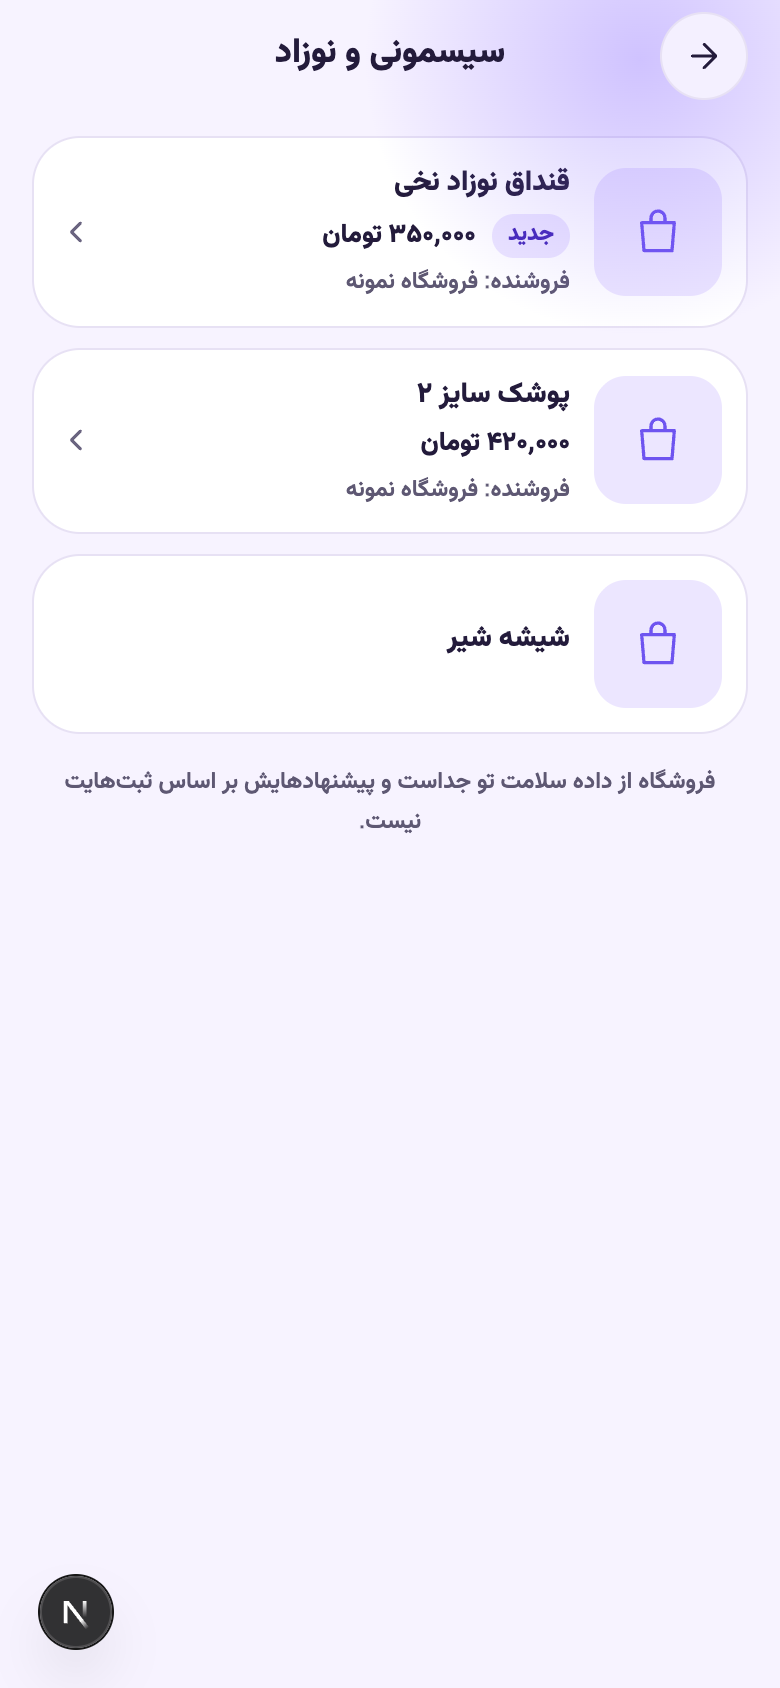 سیسمونی و نوزاد
قنداق نوزاد نخی
جدید ۳۵۰,۰۰۰ تومان
فروشنده: فروشگاه نمونه
پوشک سایز ۲
۴۲۰,۰۰۰ تومان
فروشنده: فروشگاه نمونه
شیشه شیر
فروشگاه از داده سلامت تو جداست و پیشنهادهایش بر اساس ثبت‌هایت
نیست.
N